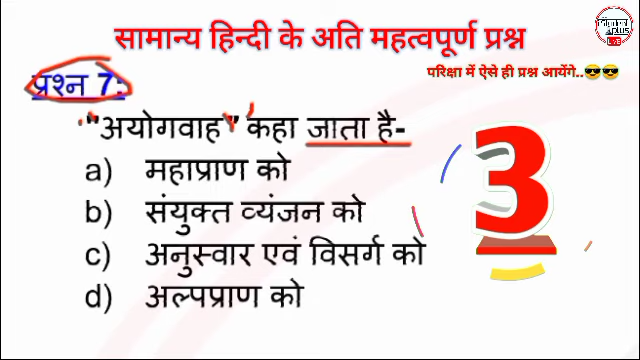 सामान्य हिन्दी के अति महत्वपूर्ण प्रश्न
परिक्षा में ऐसे ही प्रश्न आयेंगे..😎😎
प्रश्न 7:
"अयोगवाह" कहा जाता है-
a) महाप्राण को
b) संयुक्त व्यंजन को
c) अनुस्वार एवं विसर्ग को
d) अल्पप्राण को
3